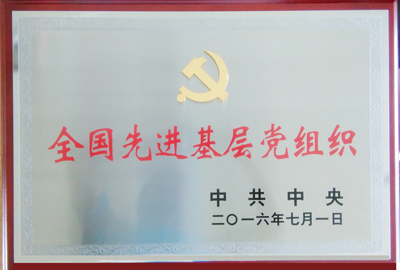 全国先进基层党组织
中共中央
二〇一六年七月一日